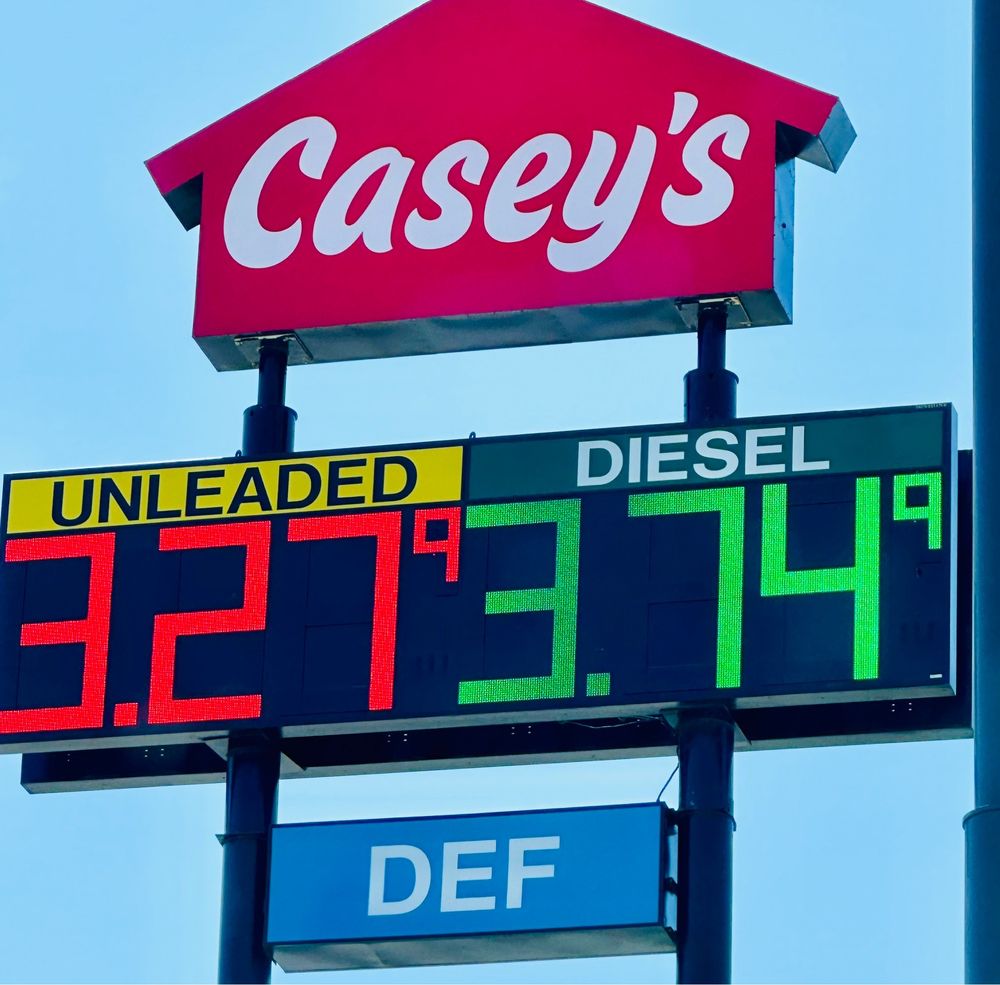 Casey's
UNLEADED DIESEL
3.27⁹ 3.74⁹
DEF